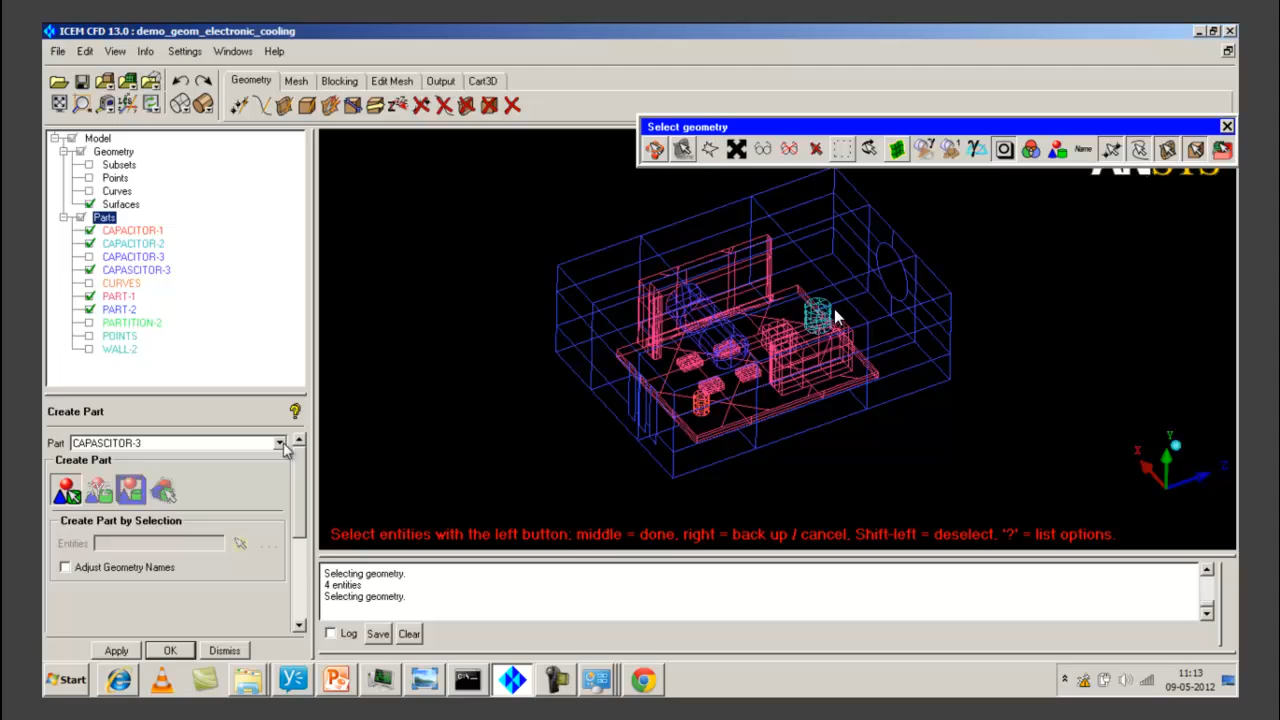 ICEM CFD 13.0 : demo_geom_electronic_cooling
File Edit View Info Settings Windows Help
Geometry Mesh Blocking Edit Mesh Output Cart3D
Select geometry
Name
Model
Geometry
Subsets
Points
Curves
Surfaces
Parts
CAPACITOR-1
CAPACITOR-2
CAPACITOR-3
CAPASCITOR-3
CURVES
PART-1
PART-2
PARTITION-2
POINTS
WALL-2
ANSYS
Y
X
Z
Create Part
Part CAPASCITOR-3
Create Part
Create Part by Selection
Entities
Adjust Geometry Names
Apply OK Dismiss
Select entities with the left button; middle = done, right = back up / cancel, Shift-left = deselect, '?' = list options.
Selecting geometry.
4 entities
Selecting geometry.
Log Save Clear
Start
11:13
09-05-2012